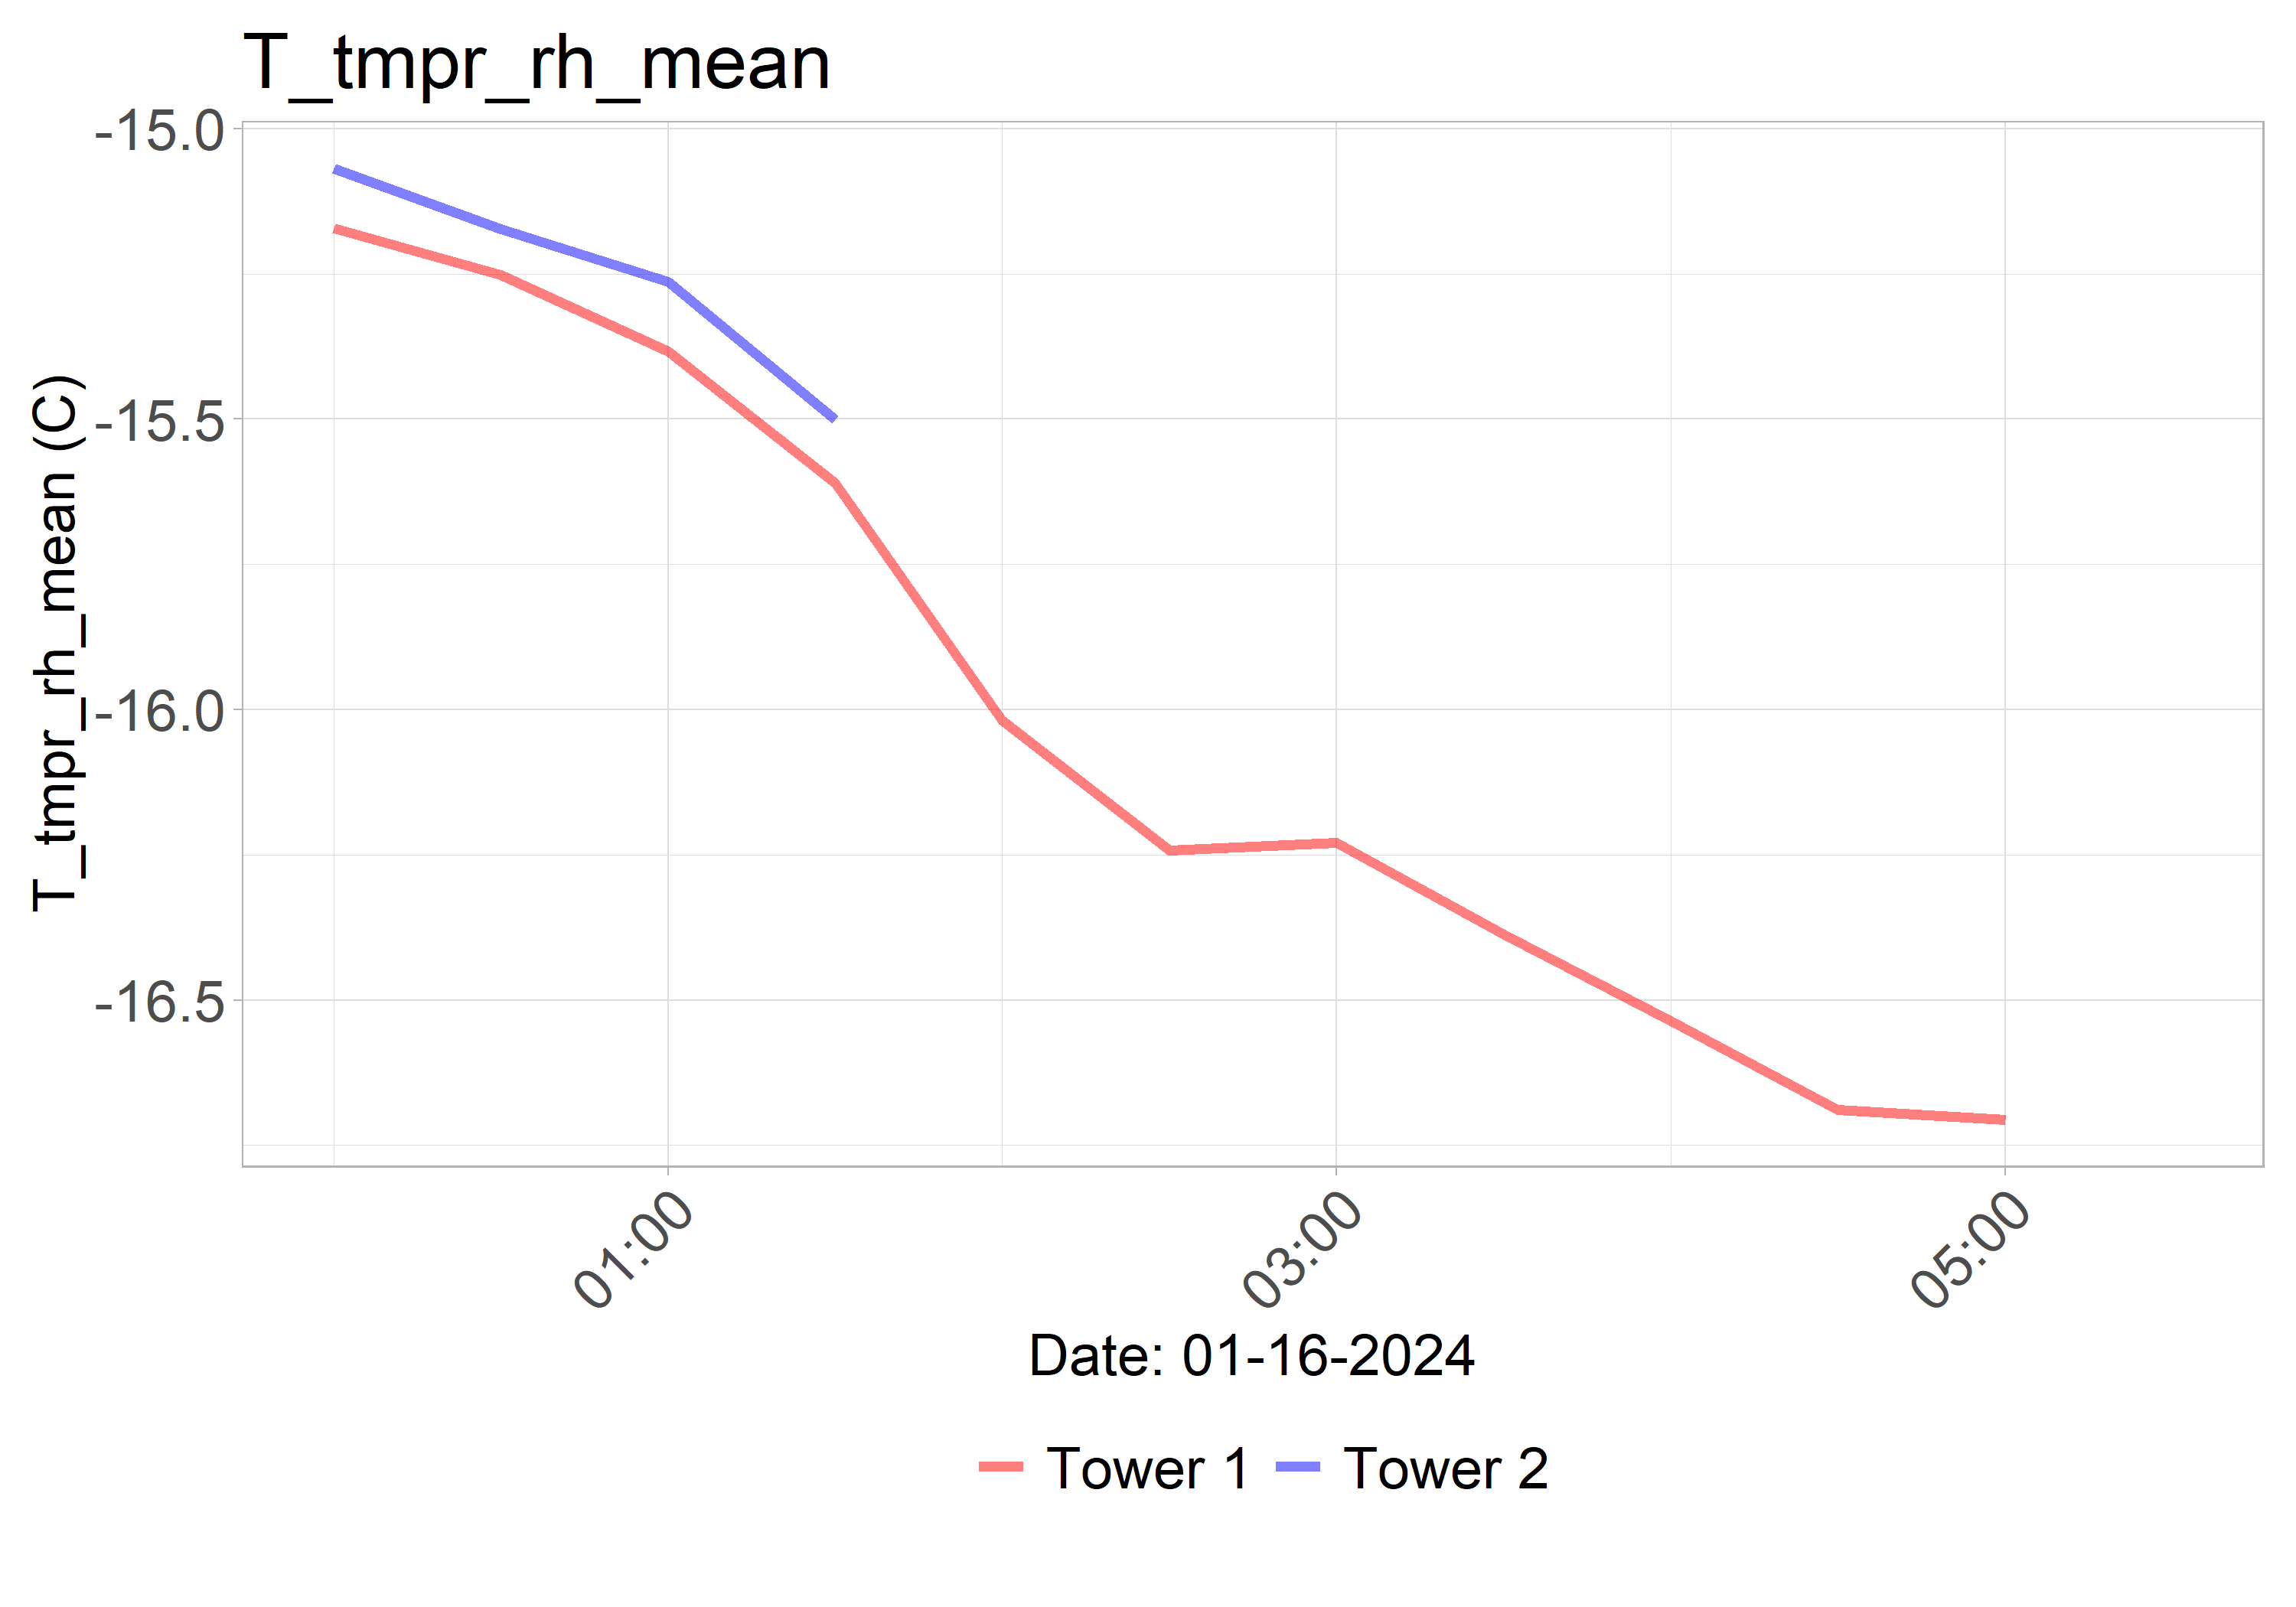 T_tmpr_rh_mean
T_tmpr_rh_mean (C)
-15.0
-15.5
-16.0
-16.5
01:00
03:00
05:00
Date: 01-16-2024
Tower 1
Tower 2